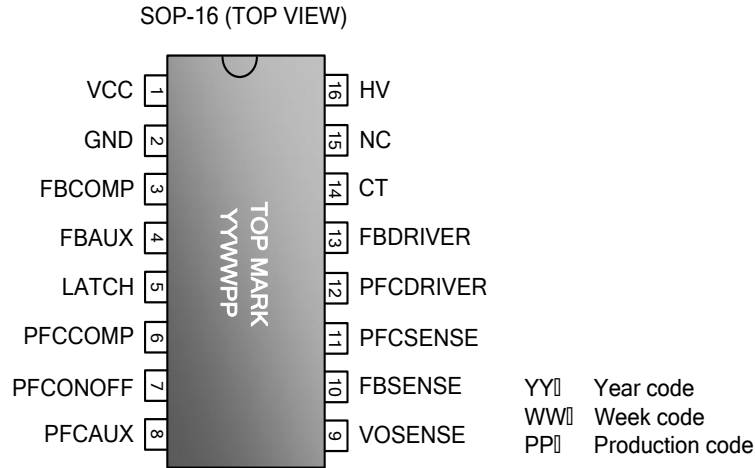 SOP-16 (TOP VIEW)
VCC 1
GND 2
FBCOMP 3
FBAUX 4
LATCH 5
PFCCOMP 6
PFCONOFF 7
PFCAUX 8
TOP MARK
YYWWPP
16 HV
15 NC
14 CT
13 FBDRIVER
12 PFCDRIVER
11 PFCSENSE
10 FBSENSE
9 VOSENSE
YY▯ Year code
WW▯ Week code
PP▯ Production code